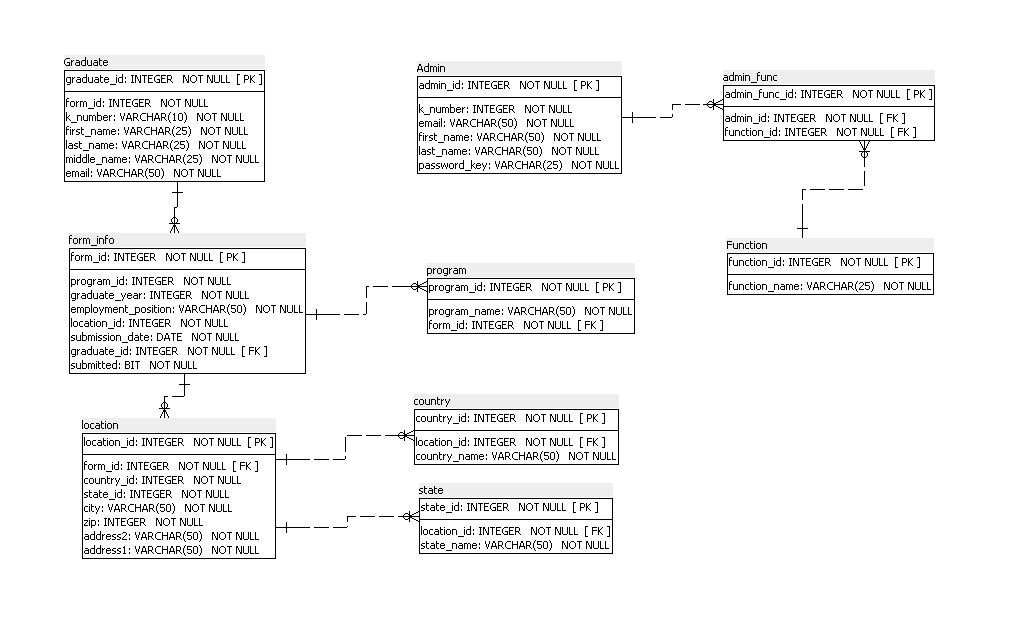 Graduate
graduate_id: INTEGER NOT NULL [ PK ]
form_id: INTEGER NOT NULL
k_number: VARCHAR(10) NOT NULL
first_name: VARCHAR(25) NOT NULL
last_name: VARCHAR(25) NOT NULL
middle_name: VARCHAR(25) NOT NULL
email: VARCHAR(50) NOT NULL
Admin
admin_id: INTEGER NOT NULL [ PK ]
k_number: INTEGER NOT NULL
email: VARCHAR(50) NOT NULL
first_name: VARCHAR(50) NOT NULL
last_name: VARCHAR(50) NOT NULL
password_key: VARCHAR(25) NOT NULL
admin_func
admin_func_id: INTEGER NOT NULL [ PK ]
admin_id: INTEGER NOT NULL [ FK ]
function_id: INTEGER NOT NULL [ FK ]
form_info
form_id: INTEGER NOT NULL [ PK ]
program_id: INTEGER NOT NULL
graduate_year: INTEGER NOT NULL
employment_position: VARCHAR(50) NOT NULL
location_id: INTEGER NOT NULL
submission_date: DATE NOT NULL
graduate_id: INTEGER NOT NULL [ FK ]
submitted: BIT NOT NULL
program
program_id: INTEGER NOT NULL [ PK ]
program_name: VARCHAR(50) NOT NULL
form_id: INTEGER NOT NULL [ FK ]
Function
function_id: INTEGER NOT NULL [ PK ]
function_name: VARCHAR(25) NOT NULL
location
location_id: INTEGER NOT NULL [ PK ]
form_id: INTEGER NOT NULL [ FK ]
country_id: INTEGER NOT NULL
state_id: INTEGER NOT NULL
city: VARCHAR(50) NOT NULL
zip: INTEGER NOT NULL
address2: VARCHAR(50) NOT NULL
address1: VARCHAR(50) NOT NULL
country
country_id: INTEGER NOT NULL [ PK ]
location_id: INTEGER NOT NULL [ FK ]
country_name: VARCHAR(50) NOT NULL
state
state_id: INTEGER NOT NULL [ PK ]
location_id: INTEGER NOT NULL [ FK ]
state_name: VARCHAR(50) NOT NULL